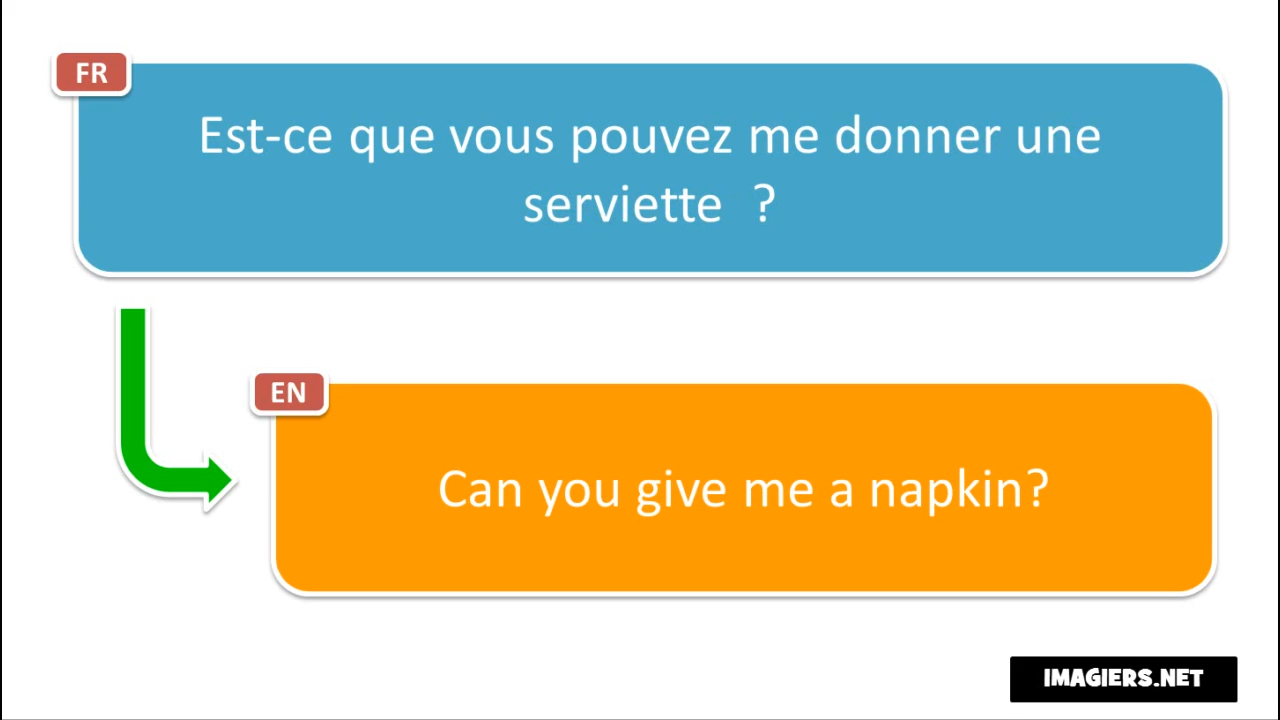 FR
Est-ce que vous pouvez me donner une
serviette  ?
EN
Can you give me a napkin?
IMAGIERS.NET